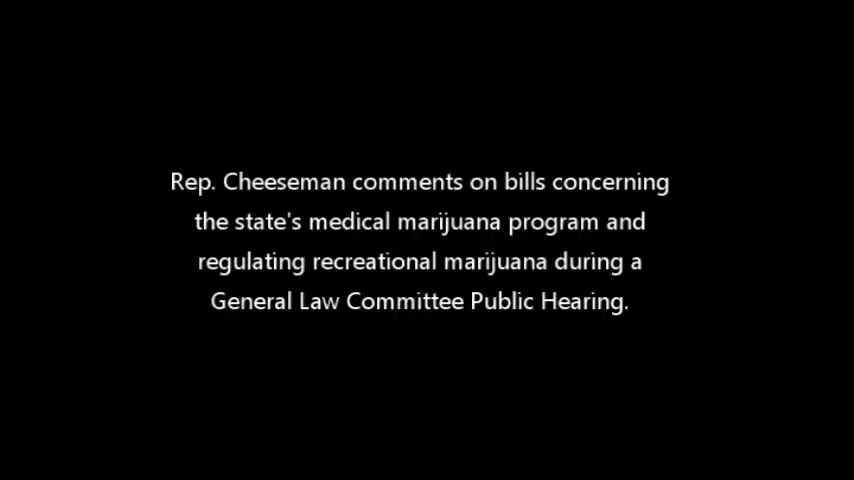 Rep. Cheeseman comments on bills concerning
the state's medical marijuana program and
regulating recreational marijuana during a
General Law Committee Public Hearing.